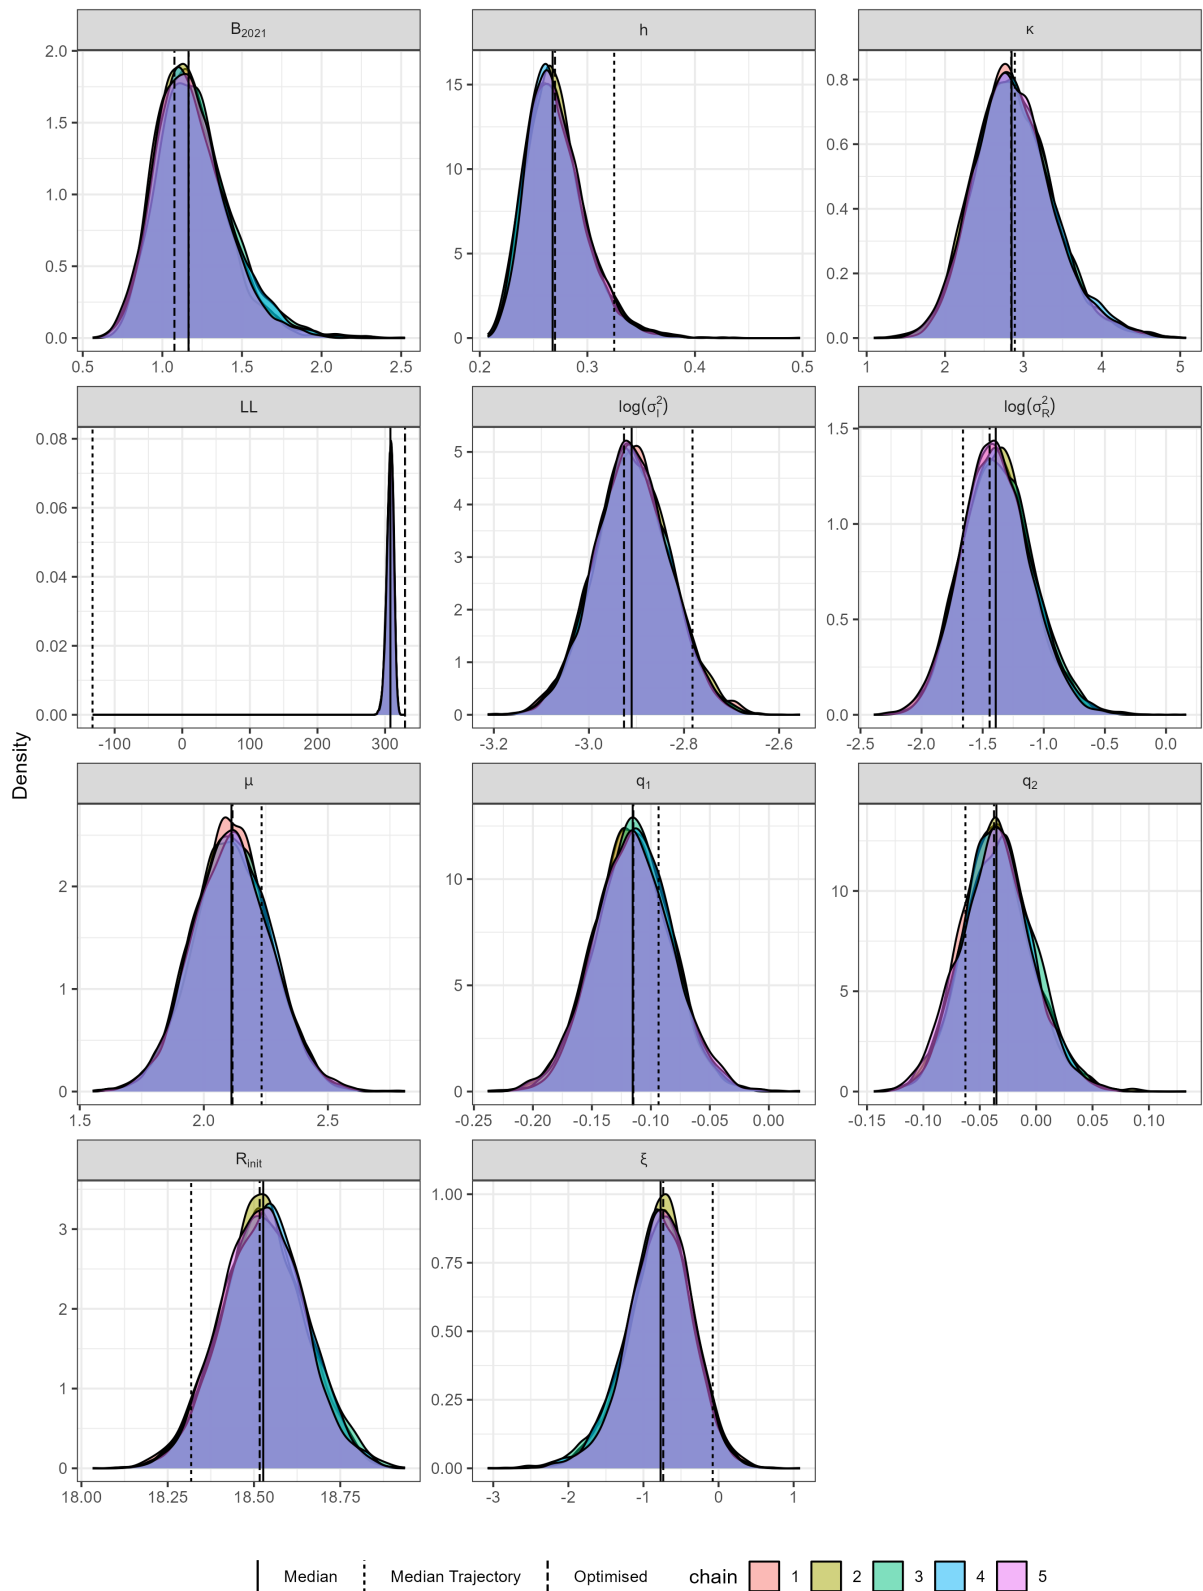 B2021 h κ
2.0
1.5
1.0
0.5
0.0
0.5 1.0 1.5 2.0 2.5
15
10
5
0
0.2 0.3 0.4 0.5
0.8
0.6
0.4
0.2
0.0
1 2 3 4 5
LL log(σ²I) log(σ²R)
0.08
0.06
0.04
0.02
0.00
-100 0 100 200 300
5
4
3
2
1
0
-3.2 -3.0 -2.8 -2.6
1.5
1.0
0.5
0.0
-2.5 -2.0 -1.5 -1.0 -0.5 0.0
Density
μ q1 q2
2
1
0
1.5 2.0 2.5
10
5
0
-0.25 -0.20 -0.15 -0.10 -0.05 0.00
10
5
0
-0.15 -0.10 -0.05 0.00 0.05 0.10
Rinit ξ
3
2
1
0
18.00 18.25 18.50 18.75
1.00
0.75
0.50
0.25
0.00
-3 -2 -1 0 1
Median Median Trajectory Optimised chain 1 2 3 4 5